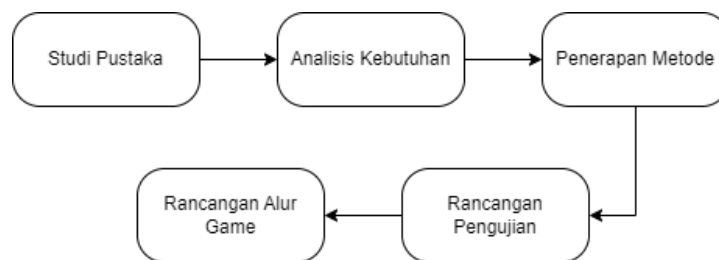 Studi Pustaka
Analisis Kebutuhan
Penerapan Metode
Rancangan
Pengujian
Rancangan Alur
Game